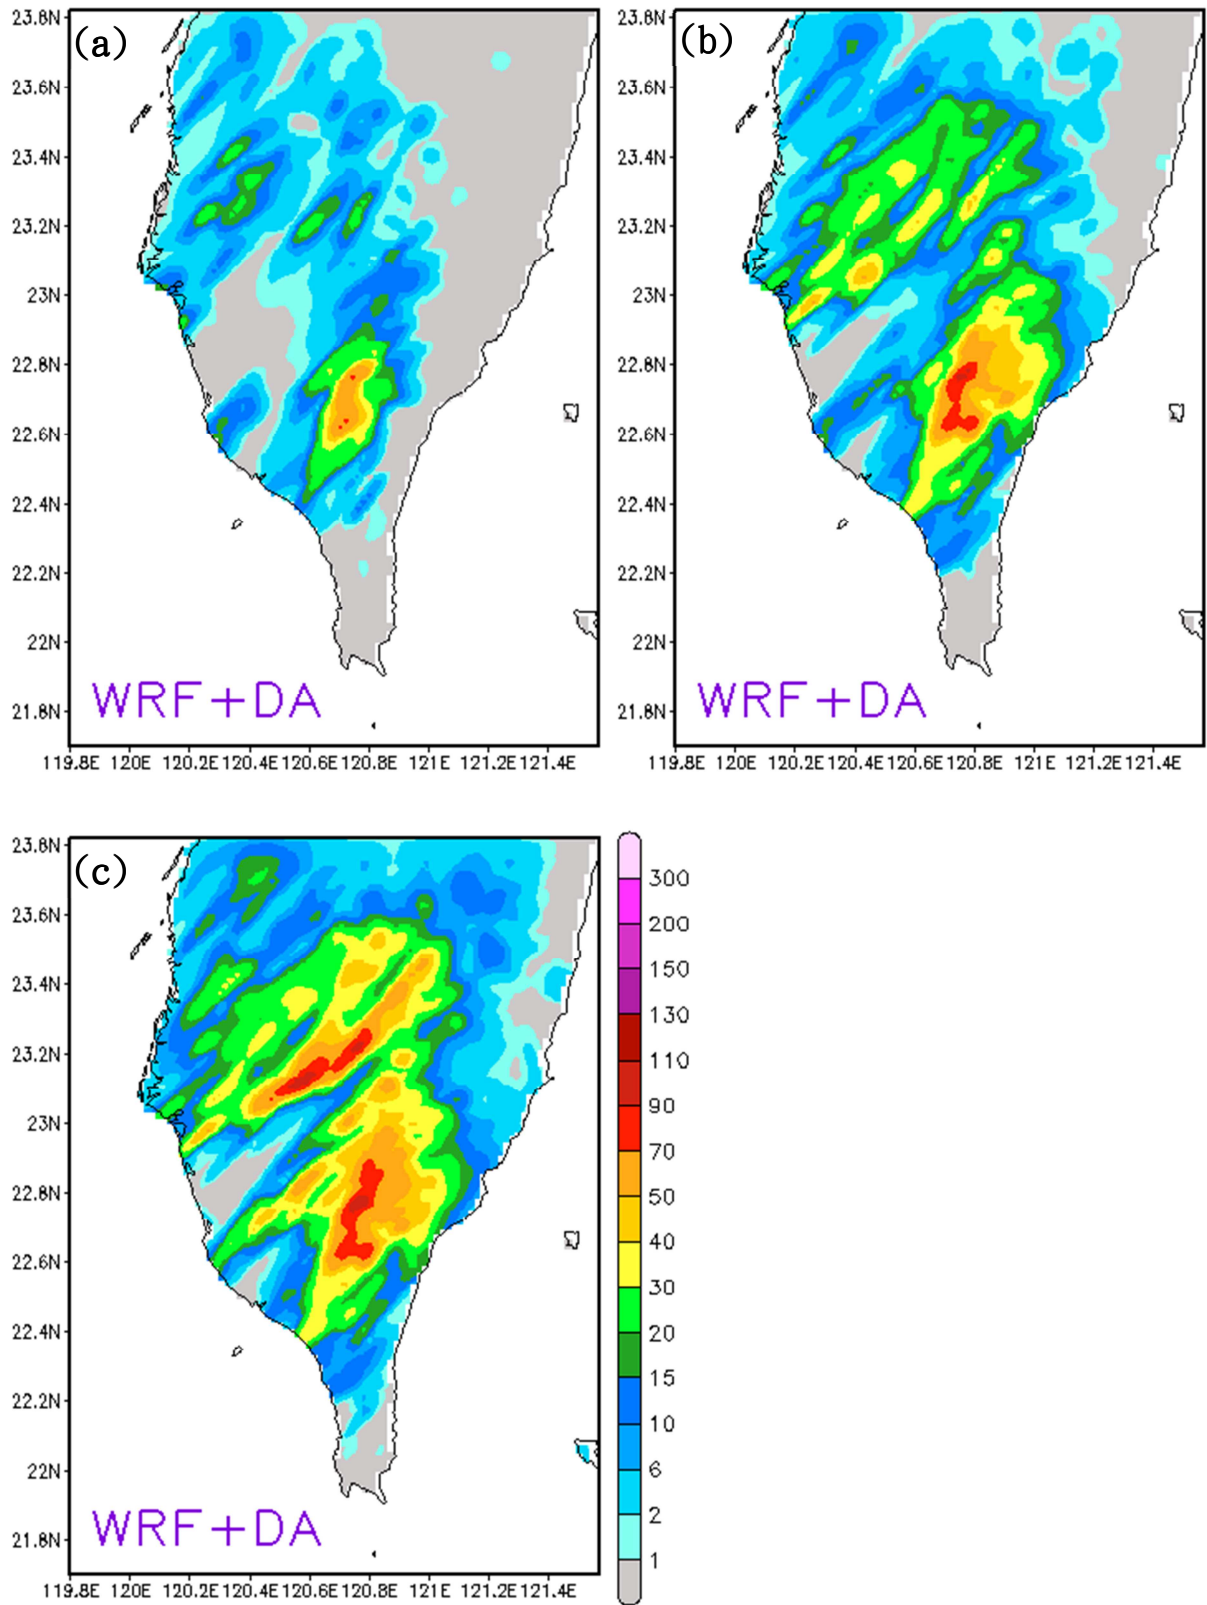 (a)
23.8N
23.6N
23.4N
23.2N
23N
22.8N
22.6N
22.4N
22.2N
22N
21.8N
WRF+DA
119.8E 120E 120.2E 120.4E 120.6E 120.8E 121E 121.2E 121.4E
(b)
23.8N
23.6N
23.4N
23.2N
23N
22.8N
22.6N
22.4N
22.2N
22N
21.8N
WRF+DA
119.8E 120E 120.2E 120.4E 120.6E 120.8E 121E 121.2E 121.4E
(c)
23.8N
23.6N
23.4N
23.2N
23N
22.8N
22.6N
22.4N
22.2N
22N
21.8N
WRF+DA
119.8E 120E 120.2E 120.4E 120.6E 120.8E 121E 121.2E 121.4E
300
200
150
130
110
90
70
50
40
30
20
15
10
6
2
1